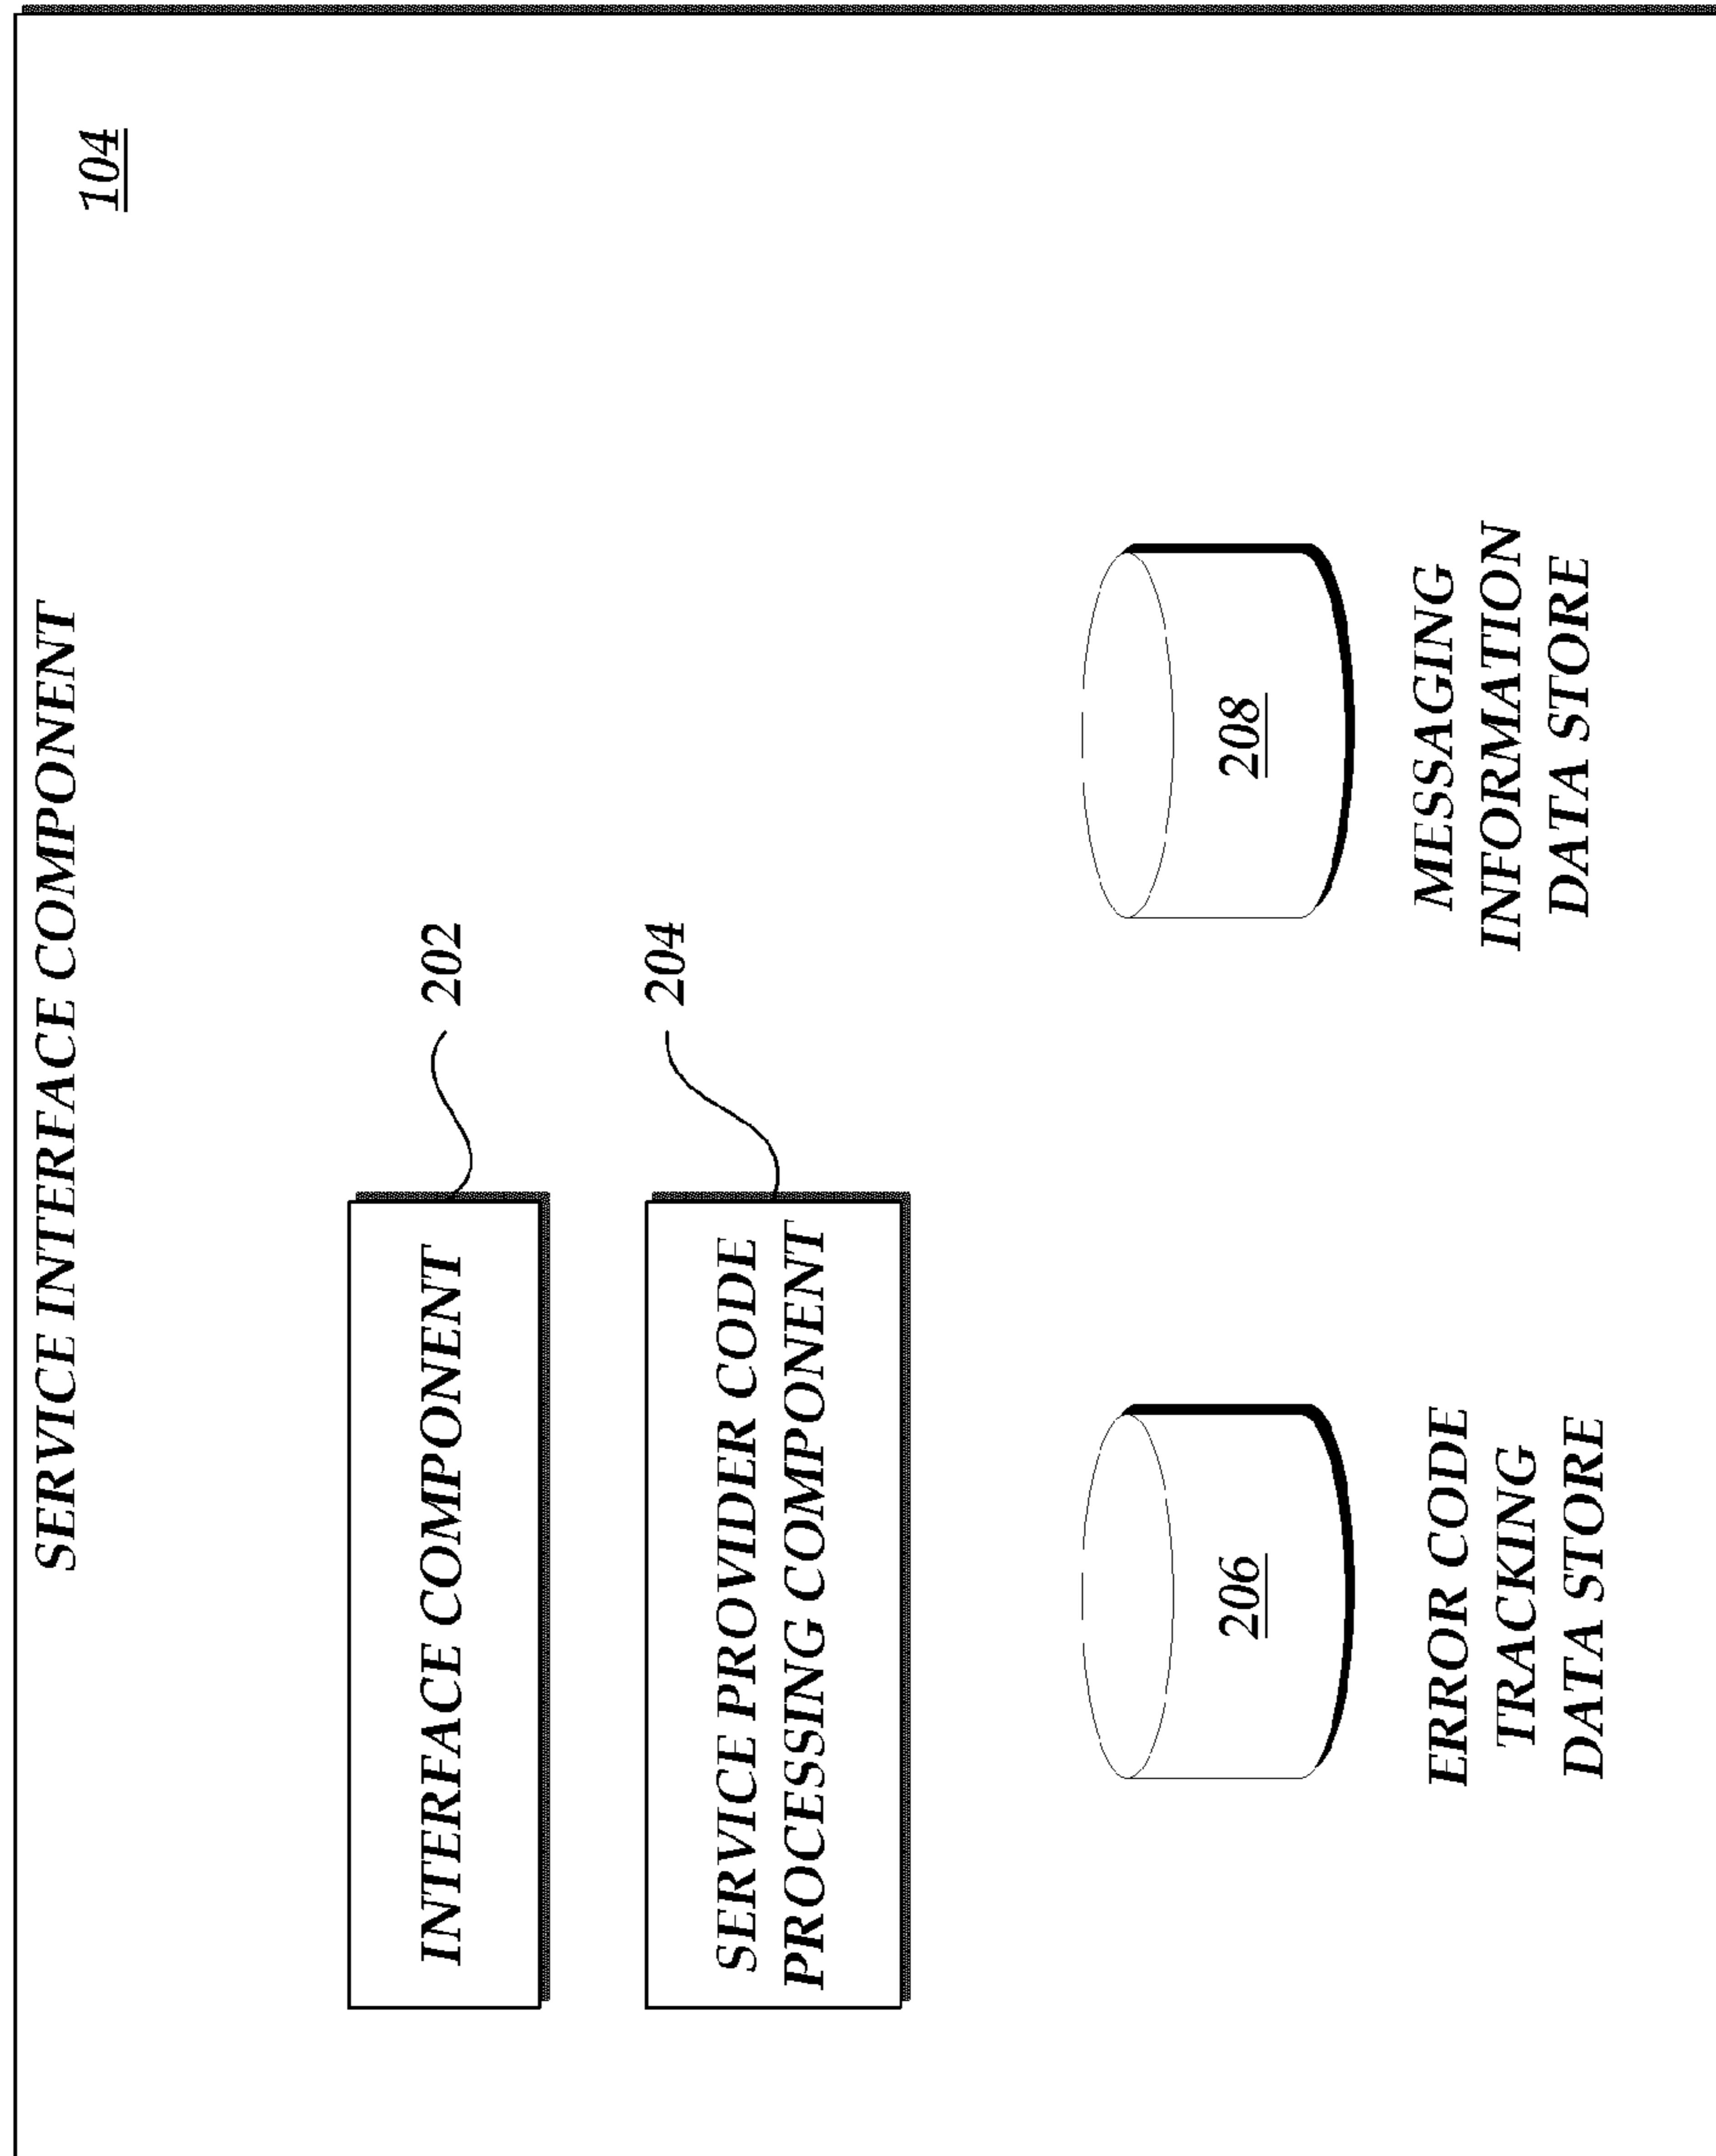 SERVICE INTERFACE COMPONENT
104
INTERFACE COMPONENT
202
SERVICE PROVIDER CODE
PROCESSING COMPONENT
204
206
ERROR CODE
TRACKING
DATA STORE
208
MESSAGING
INFORMATION
DATA STORE